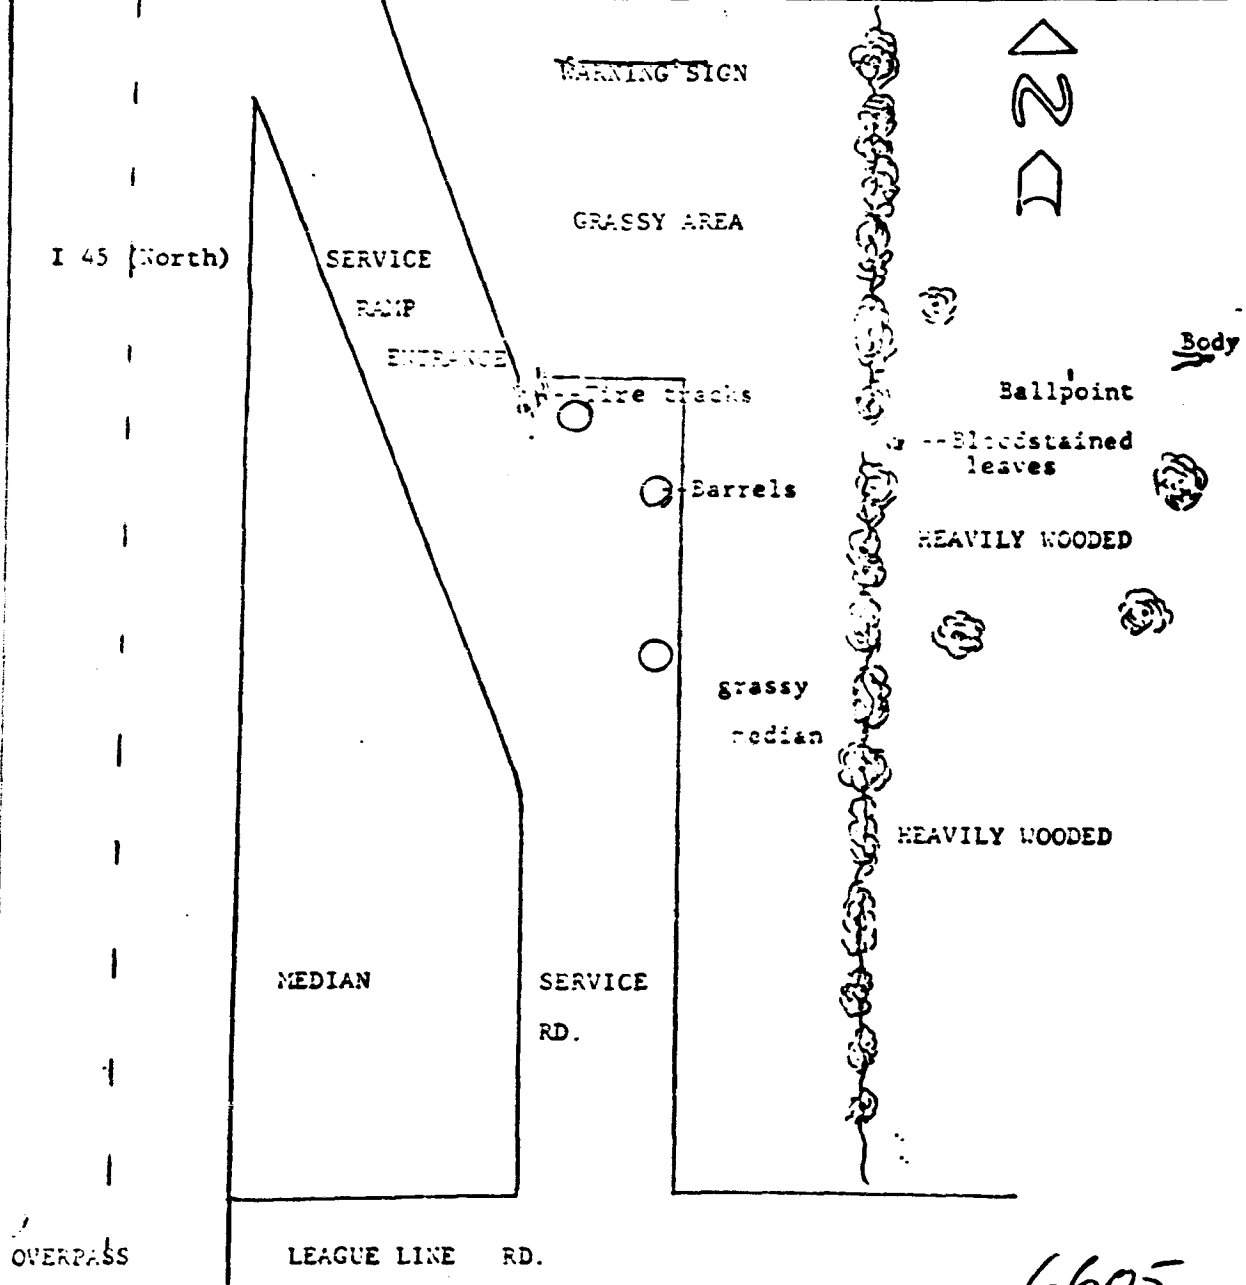 WARNING SIGN
N
GRASSY AREA
I 45 (North)
SERVICE
RAMP
ENTRANCE
Body
--Tire tracks
Ballpoint
--Bloodstained
leaves
--Barrels
HEAVILY WOODED
grassy
median
HEAVILY WOODED
MEDIAN
SERVICE
RD.
OVERPASS
LEAGUE LINE RD.
6605